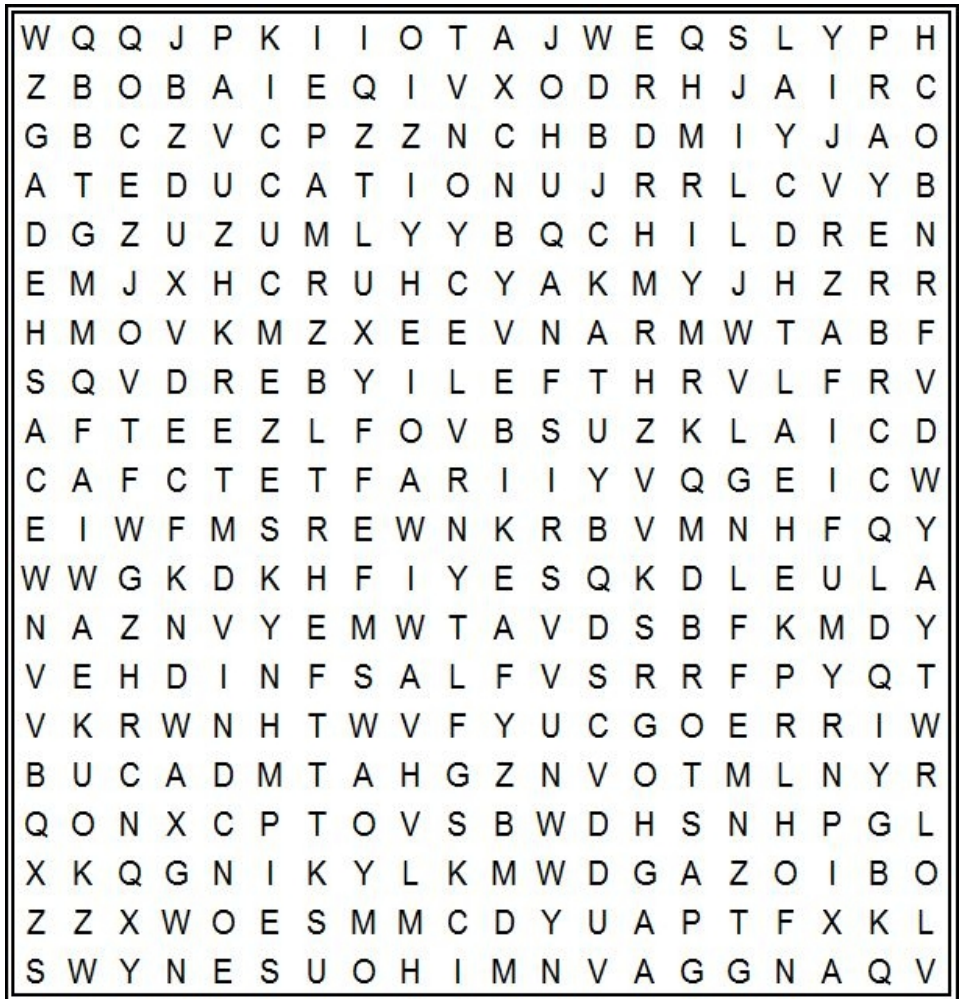 W Q Q J P K I I O T A J W E Q S L Y P H
Z B O B A I E Q I V X O D R H J A I R C
G B C Z V C P Z Z N C H B D M I Y J A O
A T E D U C A T I O N U J R R L C V Y B
D G Z U Z U M L Y Y B Q C H I L D R E N
E M J X H C R U H C Y A K M Y J H Z R R
H M O V K M Z X E E V N A R M W T A B F
S Q V D R E B Y I L E F T H R V L F R V
A F T E E Z L F O V B S U Z K L A I C D
C A F C T E T F A R I I Y V Q G E I C W
E I W F M S R E W N K R B V M N H F Q Y
W W G K D K H F I Y E S Q K D L E U L A
N A Z N V Y E M W T A V D S B F K M D Y
V E H D I N F S A L F V S R R F P Y Q T
V K R W N H T W V F Y U C G O E R R I W
B U C A D M T A H G Z N V O T M L N Y R
Q O N X C P T O V S B W D H S N H P G L
X K Q G N I K Y L K M W D G A Z O I B O
Z Z X W O E S M M C D Y U A P T F X K L
S W Y N E S U O H I M N V A G G N A Q V